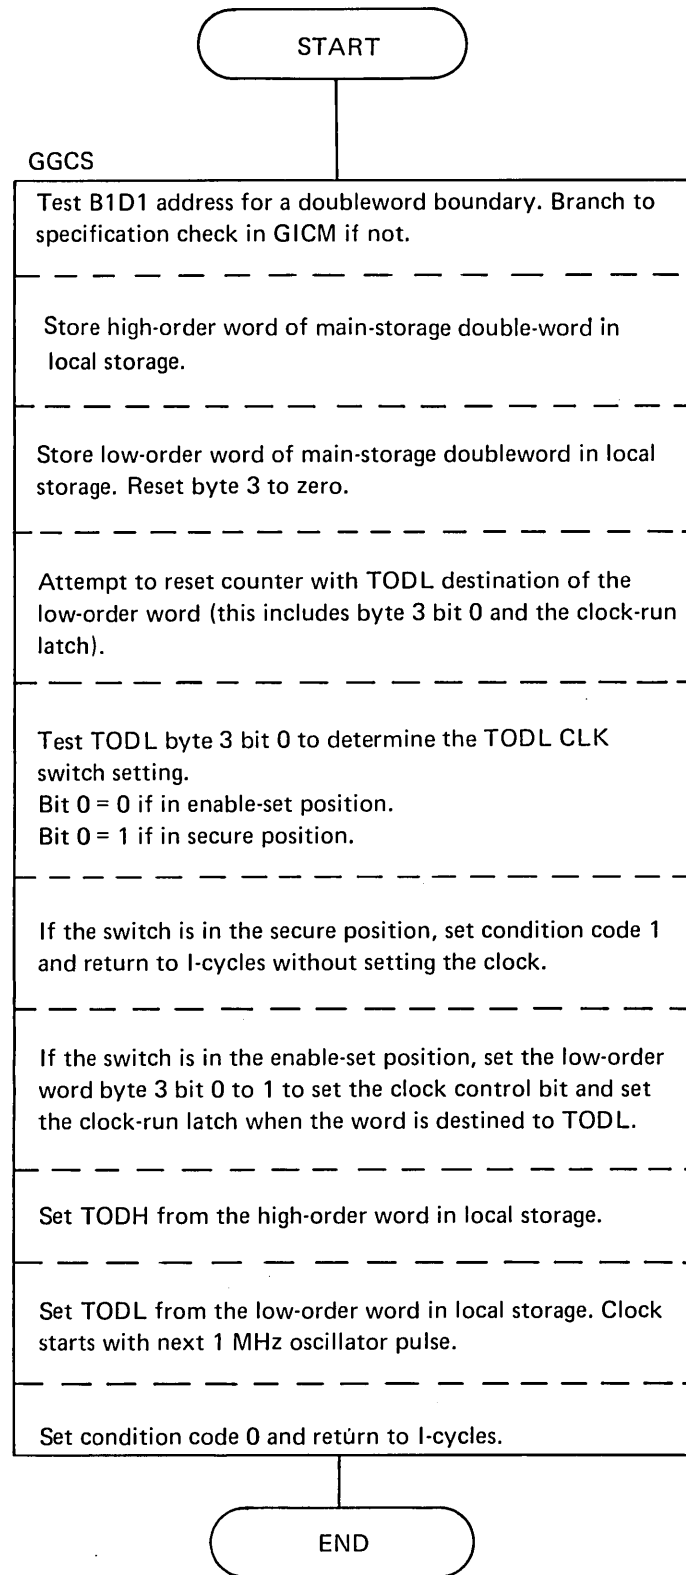 START
GGCS
Test B1D1 address for a doubleword boundary. Branch to
specification check in GICM if not.
Store high-order word of main-storage double-word in
local storage.
Store low-order word of main-storage doubleword in local
storage. Reset byte 3 to zero.
Attempt to reset counter with TODL destination of the
low-order word (this includes byte 3 bit 0 and the clock-run
latch).
Test TODL byte 3 bit 0 to determine the TODL CLK
switch setting.
Bit 0 = 0 if in enable-set position.
Bit 0 = 1 if in secure position.
If the switch is in the secure position, set condition code 1
and return to I-cycles without setting the clock.
If the switch is in the enable-set position, set the low-order
word byte 3 bit 0 to 1 to set the clock control bit and set
the clock-run latch when the word is destined to TODL.
Set TODH from the high-order word in local storage.
Set TODL from the low-order word in local storage. Clock
starts with next 1 MHz oscillator pulse.
Set condition code 0 and return to I-cycles.
END